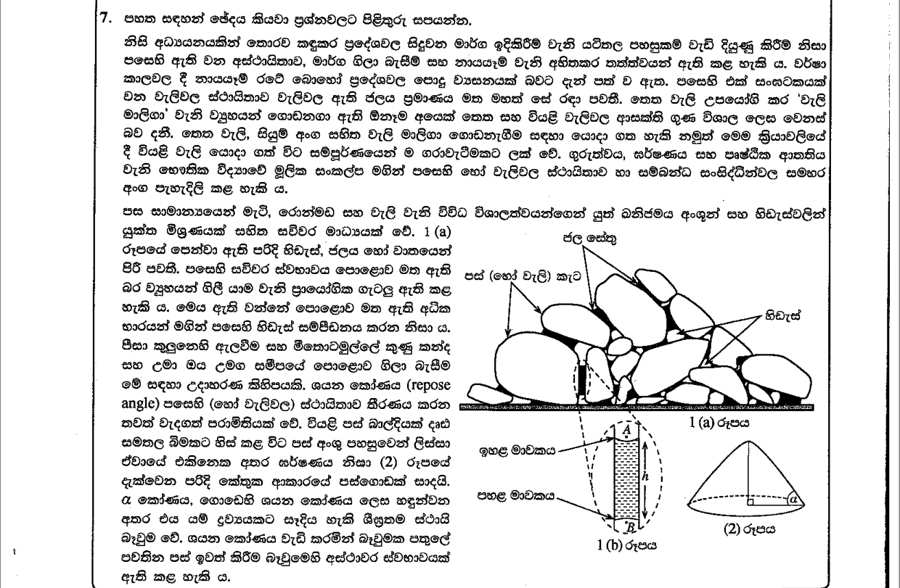 7. පහත සඳහන් ඡේදය කියවා ප්‍රශ්නවලට පිළිතුරු සපයන්න.
නිසි අධ්‍යයනයකින් තොරව කඳුකර ප්‍රදේශවල සිදුවන මාර්ග ඉදිකිරීම් වැනි යටිතල පහසුකම් වැඩි දියුණු කිරීම් නිසා
පසෙහි ඇති වන අස්ථායිතාව, මාර්ග ගිලා බැසීම් සහ නායයෑම් වැනි අහිතකර තත්ත්වයන් ඇති කළ හැකි ය. වර්ෂා
කාලවල දී නායයෑම් රටේ බොහෝ ප්‍රදේශවල පොදු ව්‍යසනයක් බවට දැන් පත් ව ඇත. පසෙහි එක් සංඝටකයක්
වන වැලිවල ස්ථායිතාව වැලිවල ඇති ජලය ප්‍රමාණය මත මහත් සේ රඳා පවතී. තෙත වැලි උපයෝගි කර 'වැලි
මාලිගා' වැනි ව්‍යුහයන් ගොඩනගා ඇති ඕනෑම අයෙක් තෙත සහ වියළි වැලිවල ආසක්ති ගුණ විශාල ලෙස වෙනස්
බව දනී. තෙත වැලි, සියුම් අංග සහිත වැලි මාලිගා ගොඩනැගීම සඳහා යොදා ගත හැකි නමුත් මෙම ක්‍රියාවලියේ
දී වියළි වැලි යොදා ගත් විට සම්පූර්ණයෙන් ම ගරාවැටීමකට ලක් වේ. ගුරුත්වය, ඝර්ෂණය සහ පෘෂ්ඨික ආතතිය
වැනි භෞතික විද්‍යාවේ මූලික සංකල්ප මගින් පසෙහි හෝ වැලිවල ස්ථායිතාව හා සම්බන්ධ සංසිද්ධීන්වල සමහර
අංග පැහැදිලි කළ හැකි ය.
පස සාමාන්‍යයෙන් මැටි, රොන්මඩ සහ වැලි වැනි විවිධ විශාලත්වයන්ගෙන් යුත් ඛනිජමය අංශූන් සහ හිඩැස්වලින්
යුක්ත මිශ්‍රණයක් සහිත සවිවර මාධ්‍යයක් වේ. 1 (a)
රූපයේ පෙන්වා ඇති පරිදි හිඩැස්, ජලය හෝ වාතයෙන්
පිරී පවතී. පසෙහි සවිවර ස්වභාවය පොළොව මත ඇති
බර ව්‍යුහයන් ගිලී යාම වැනි ප්‍රායෝගික ගැටලු ඇති කළ
හැකි ය. මෙය ඇති වන්නේ පොළොව මත ඇති අධික
භාරයන් මගින් පසෙහි හිඩැස් සම්පීඩනය කරන නිසා ය.
පීසා කුලුනෙහි ඇලවීම සහ මීතොටමුල්ලේ කුණු කන්ද
සහ උමා ඔය උමග සමීපයේ පොළොව ගිලා බැසීම
මේ සඳහා උදාහරණ කිහිපයකි. ශයන කෝණය (repose
angle) පසෙහි (හෝ වැලිවල) ස්ථායිතාව තීරණය කරන
තවත් වැදගත් පරාමිතියක් වේ. වියළි පස් බාල්දියක් දෘඪ
සමතල බිමකට හිස් කළ විට පස් අංශු පහසුවෙන් ලිස්සා
ඒවායේ එකිනෙක අතර ඝර්ෂණය නිසා (2) රූපයේ
දැක්වෙන පරිදි කේතුක ආකාරයේ පස්ගොඩක් සාදයි.
α කෝණය, ගොඩෙහි ශයන කෝණය ලෙස හඳුන්වන
අතර එය යම් ද්‍රව්‍යයකට සෑදිය හැකි ශීඝ්‍රතම ස්ථායි
බෑවුම වේ. ශයන කෝණය වැඩි කරමින් බෑවුමක පතුලේ
පවතින පස් ඉවත් කිරීම බෑවුමෙහි අස්ථාවර ස්වභාවයක්
ඇති කළ හැකි ය.
ජල සේතු
පස් (හෝ වැලි) කැට
හිඩැස්
1 (a) රූපය
ඉහළ මාවකය
A
h
පහළ මාවකය
B
1 (b) රූපය
α
(2) රූපය